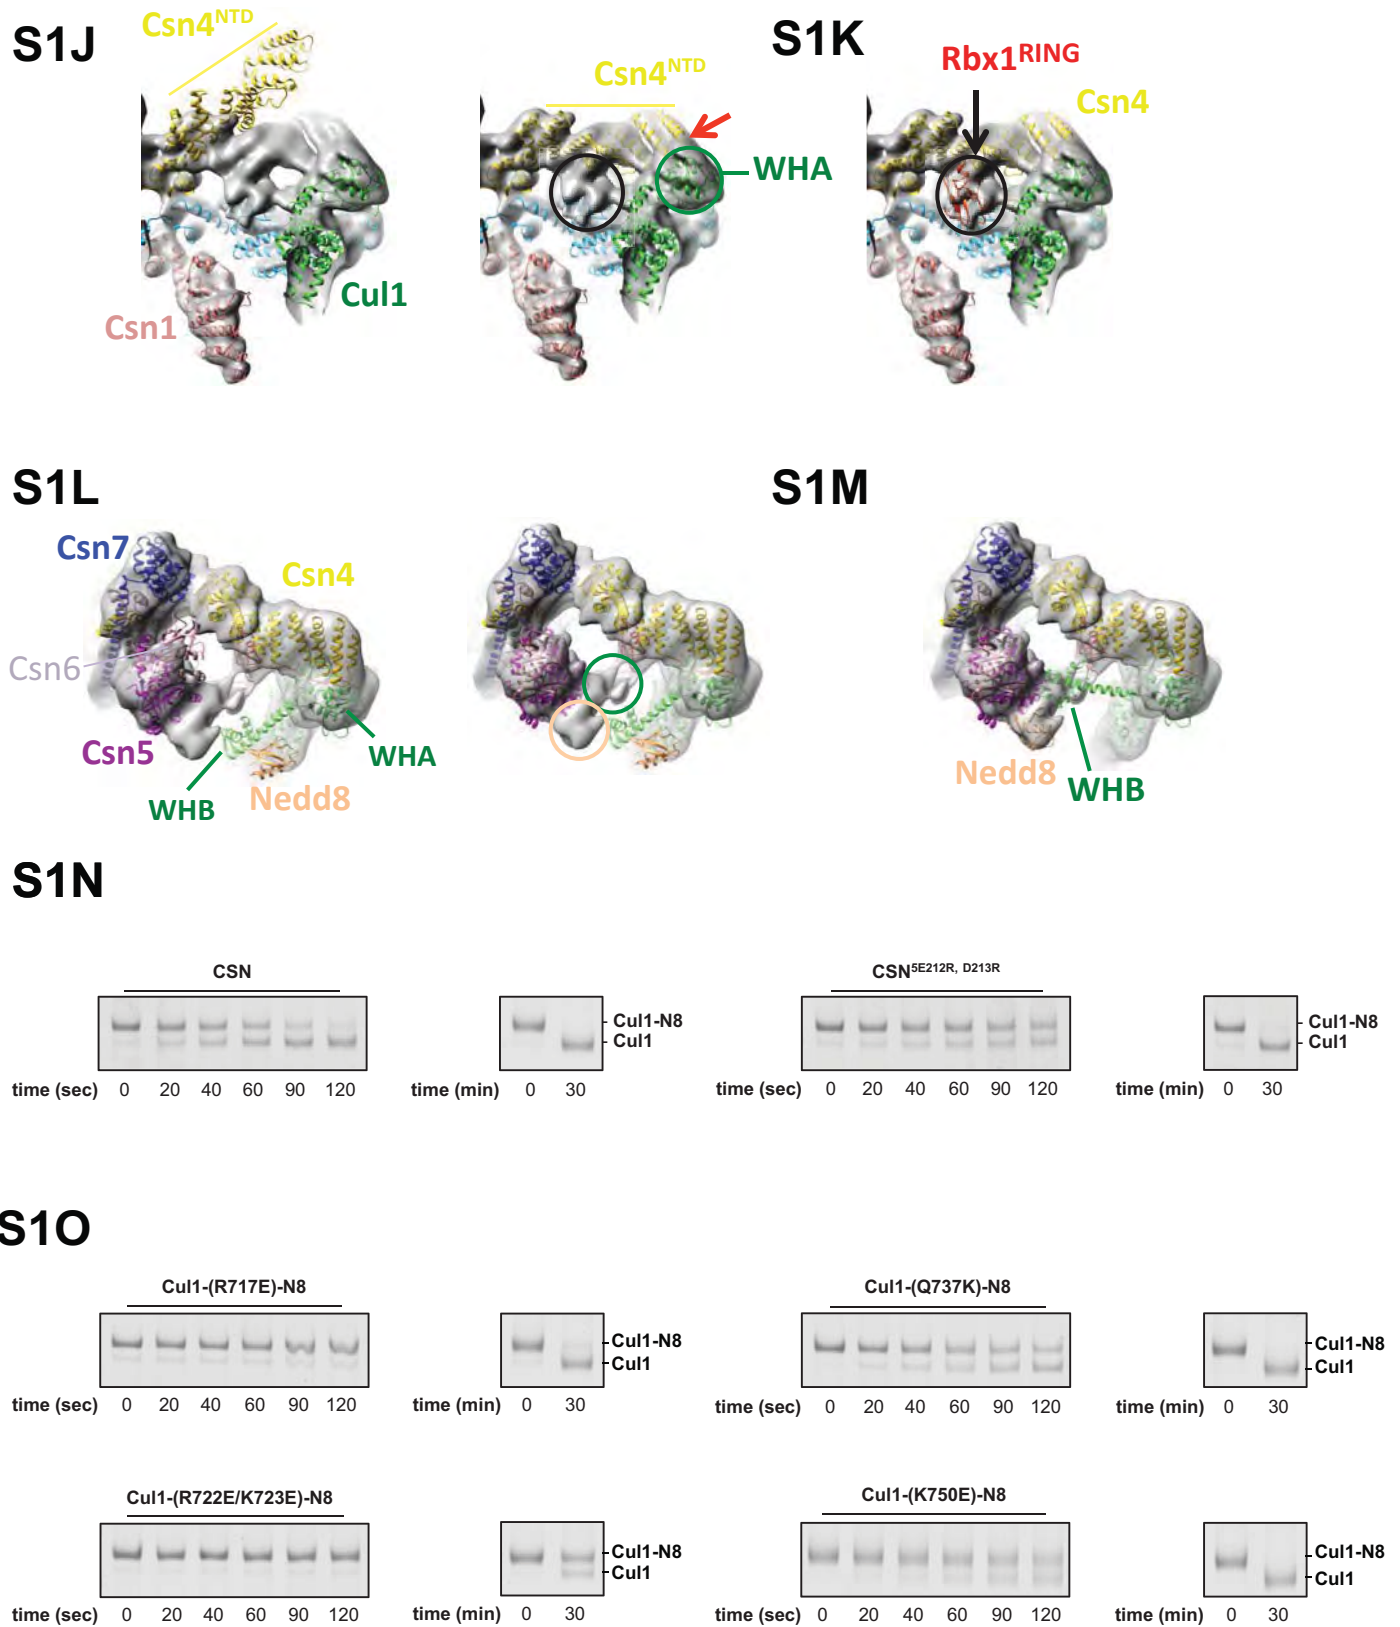 S1J
Csn4NTD
Csn1
Cul1
Csn4NTD
WHA
S1K
Rbx1RING
Csn4
S1L
Csn7
Csn4
Csn6
Csn5
WHB
Nedd8
WHA
S1M
Nedd8
WHB
S1N
CSN
time (sec) 0 20 40 60 90 120
Cul1-N8
Cul1
time (min) 0 30
CSN5E212R, D213R
time (sec) 0 20 40 60 90 120
Cul1-N8
Cul1
time (min) 0 30
S1O
Cul1-(R717E)-N8
time (sec) 0 20 40 60 90 120
Cul1-N8
Cul1
time (min) 0 30
Cul1-(Q737K)-N8
time (sec) 0 20 40 60 90 120
Cul1-N8
Cul1
time (min) 0 30
Cul1-(R722E/K723E)-N8
time (sec) 0 20 40 60 90 120
Cul1-N8
Cul1
time (min) 0 30
Cul1-(K750E)-N8
time (sec) 0 20 40 60 90 120
Cul1-N8
Cul1
time (min) 0 30